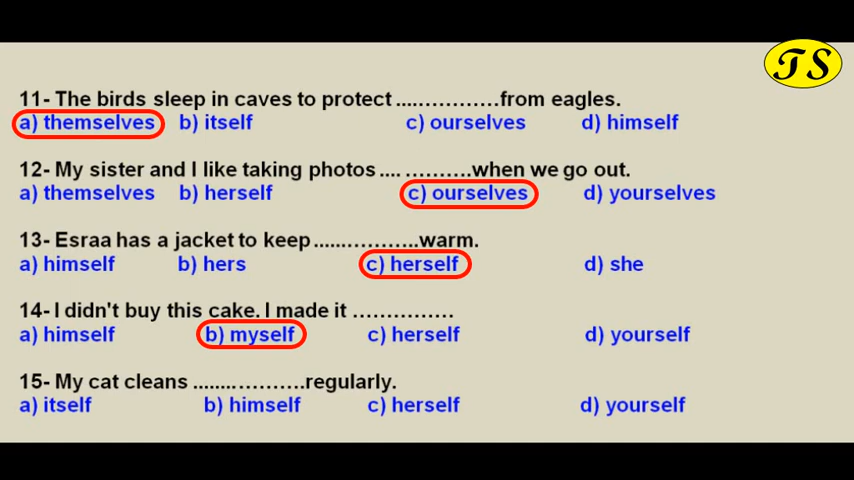 TS
11- The birds sleep in caves to protect ....…………from eagles.
a) themselves b) itself c) ourselves d) himself
12- My sister and I like taking photos .... ……….when we go out.
a) themselves b) herself c) ourselves d) yourselves
13- Esraa has a jacket to keep ......………..warm.
a) himself b) hers c) herself d) she
14- I didn't buy this cake. I made it ……………
a) himself b) myself c) herself d) yourself
15- My cat cleans ........……….regularly.
a) itself b) himself c) herself d) yourself